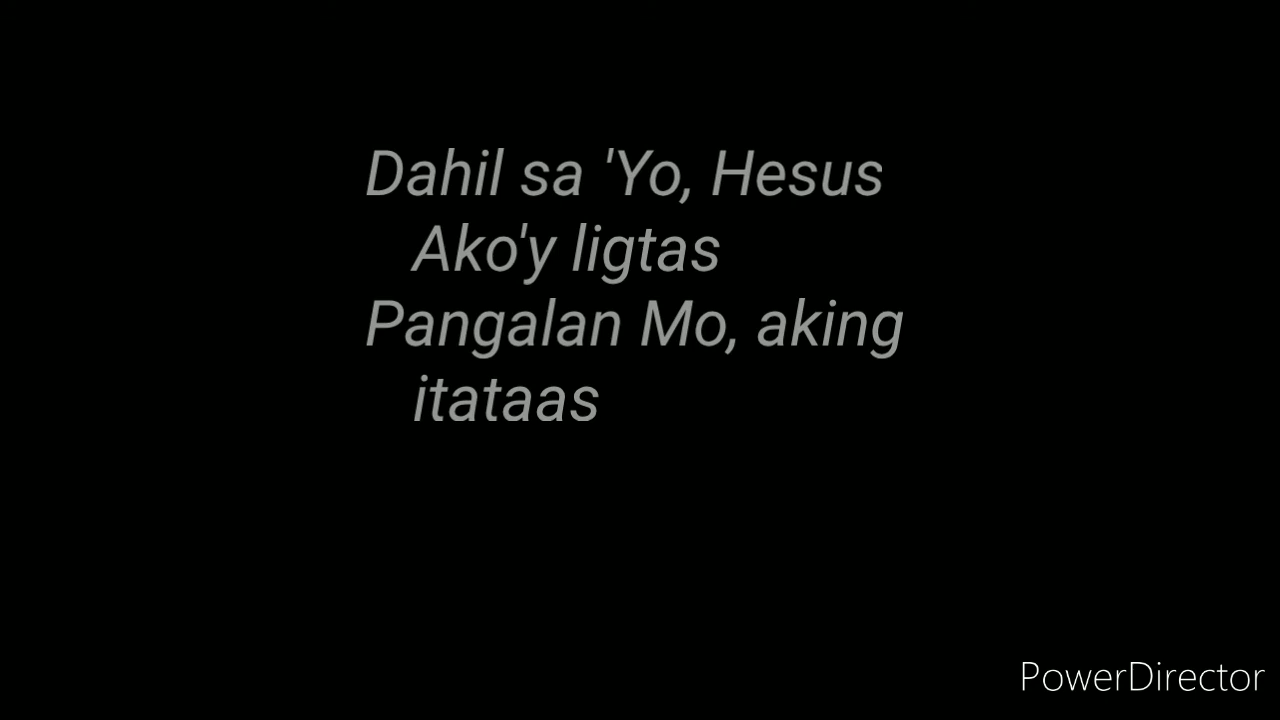 Dahil sa 'Yo, Hesus
Ako'y ligtas
Pangalan Mo, aking
itataas
PowerDirector